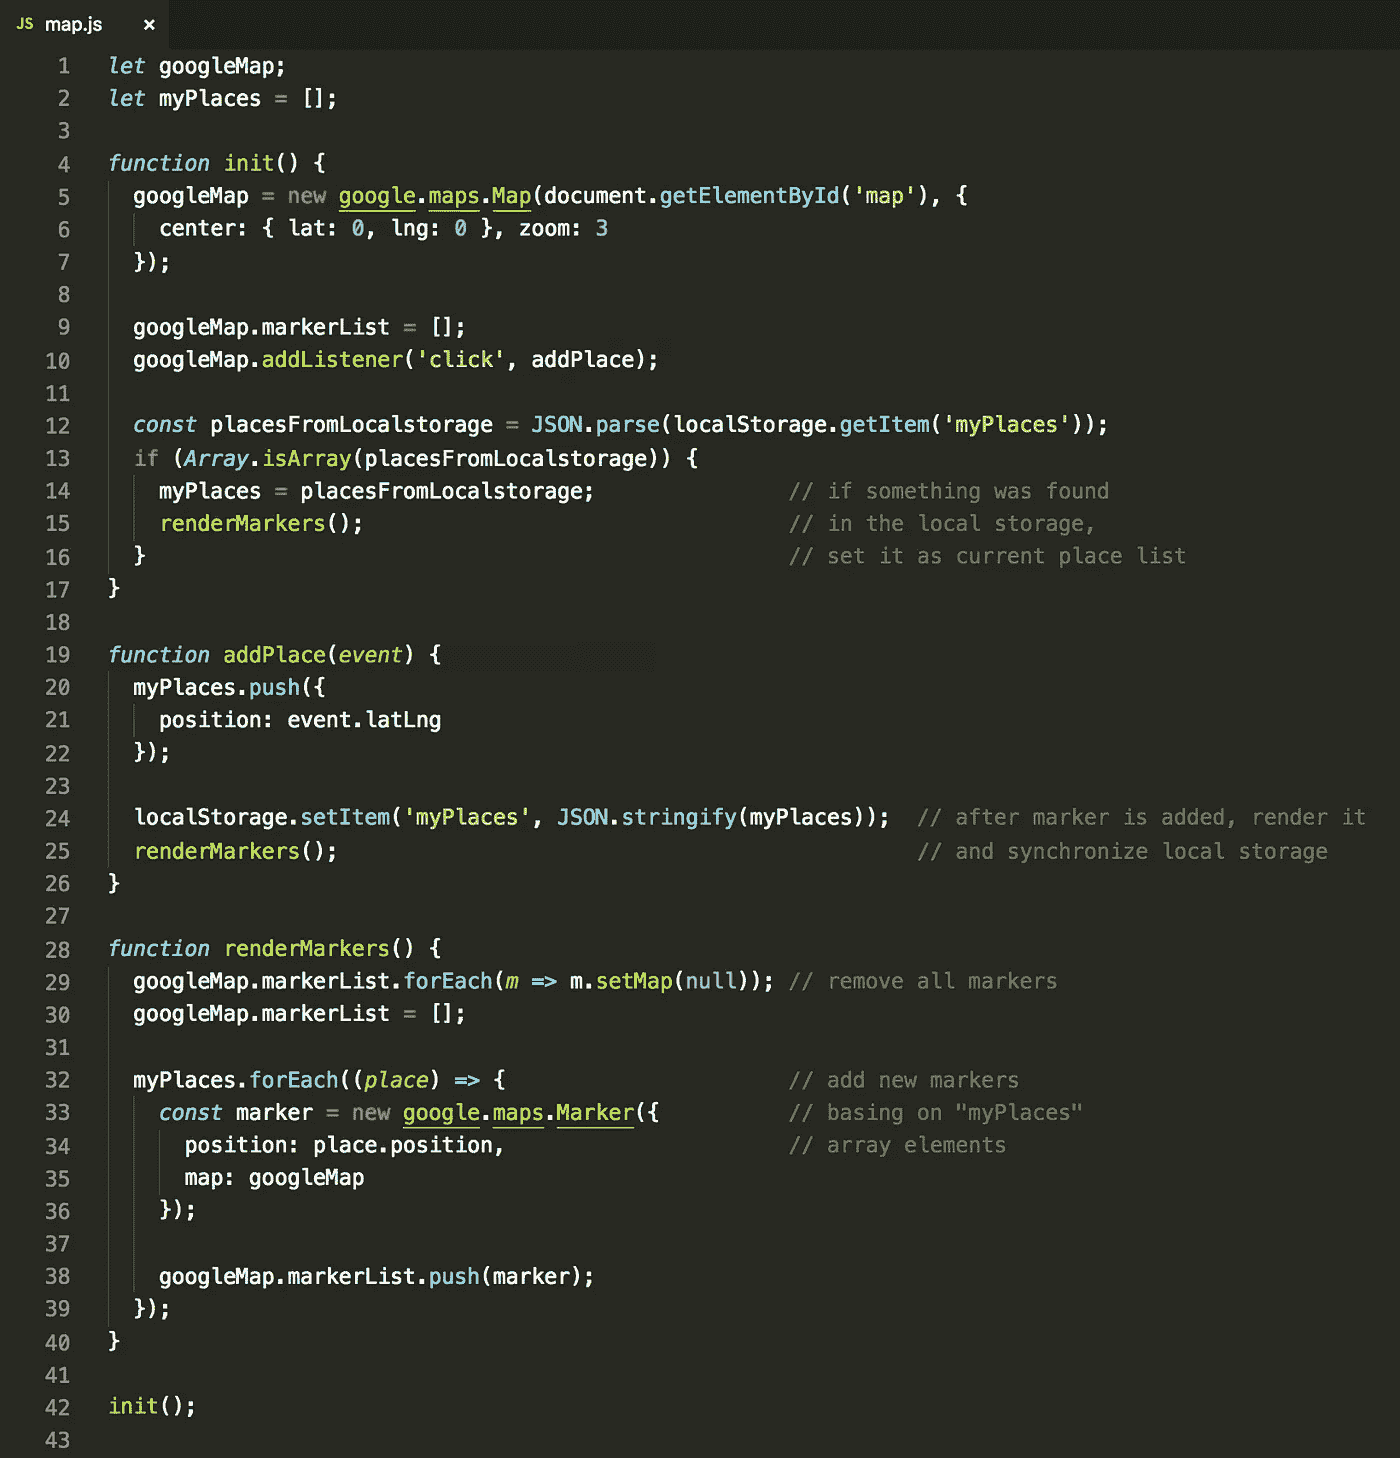 JS map.js ×
1 let googleMap;
2 let myPlaces = [];
3
4 function init() {
5   googleMap = new google.maps.Map(document.getElementById('map'), {
6     center: { lat: 0, lng: 0 }, zoom: 3
7   });
8
9   googleMap.markerList = [];
10   googleMap.addListener('click', addPlace);
11
12   const placesFromLocalstorage = JSON.parse(localStorage.getItem('myPlaces'));
13   if (Array.isArray(placesFromLocalstorage)) {
14     myPlaces = placesFromLocalstorage;               // if something was found
15     renderMarkers();                                 // in the local storage,
16   }                                                  // set it as current place list
17 }
18
19 function addPlace(event) {
20   myPlaces.push({
21     position: event.latLng
22   });
23
24   localStorage.setItem('myPlaces', JSON.stringify(myPlaces));  // after marker is added, render it
25   renderMarkers();                                             // and synchronize local storage
26 }
27
28 function renderMarkers() {
29   googleMap.markerList.forEach(m => m.setMap(null)); // remove all markers
30   googleMap.markerList = [];
31
32   myPlaces.forEach((place) => {                      // add new markers
33     const marker = new google.maps.Marker({          // basing on "myPlaces"
34       position: place.position,                      // array elements
35       map: googleMap
36     });
37
38     googleMap.markerList.push(marker);
39   });
40 }
41
42 init();
43